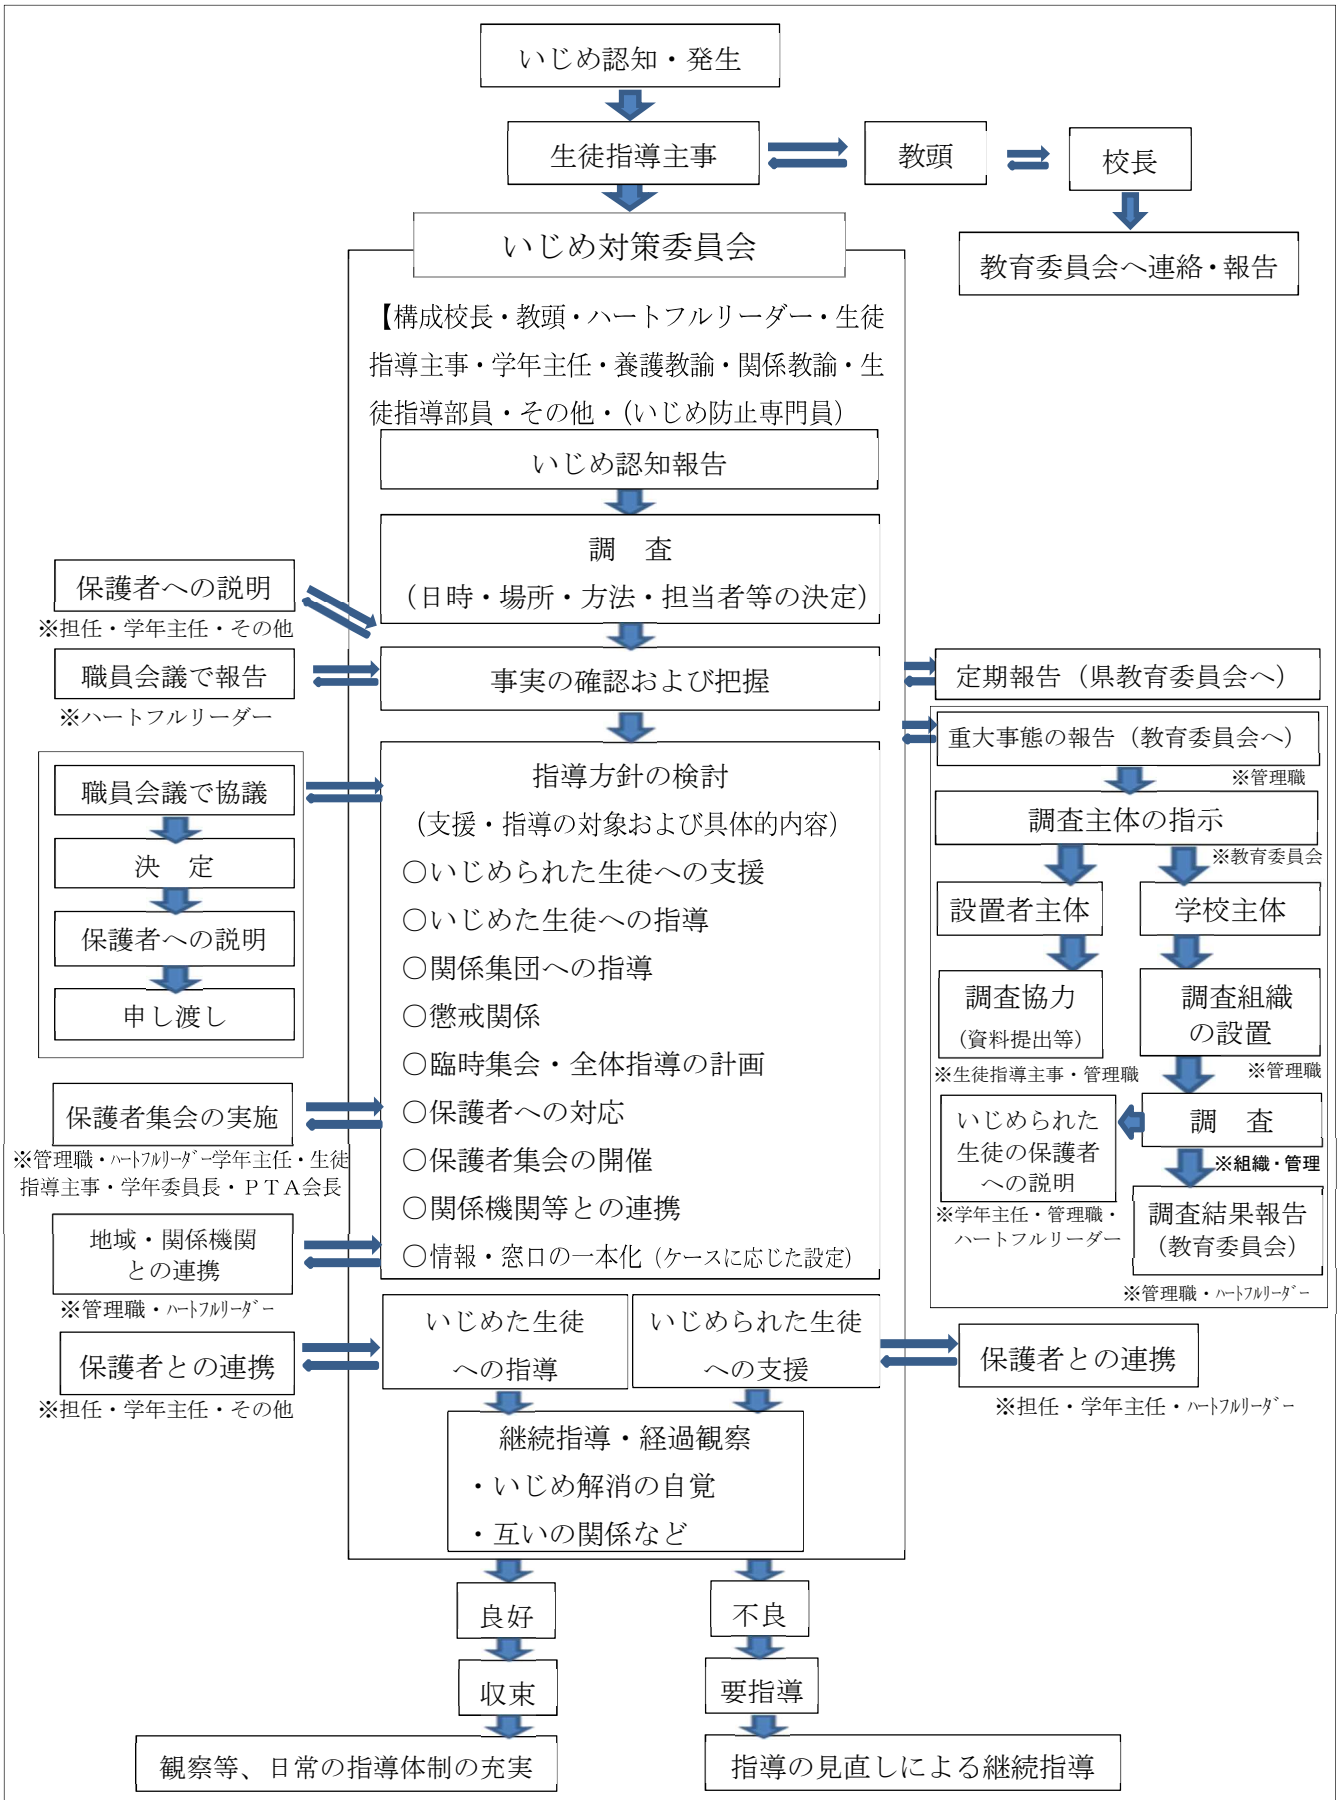 いじめ認知・発生
生徒指導主事
教頭
校長
教育委員会へ連絡・報告
いじめ対策委員会
【構成校長・教頭・ハートフルリーダー・生徒
指導主事・学年主任・養護教諭・関係教諭・生
徒指導部員・その他・（いじめ防止専門員）
いじめ認知報告
調　査
（日時・場所・方法・担当者等の決定）
保護者への説明
※担任・学年主任・その他
職員会議で報告
※ハートフルリーダー
事実の確認および把握
定期報告（県教育委員会へ）
重大事態の報告（教育委員会へ）
※管理職
調査主体の指示
※教育委員会
設置者主体
学校主体
調査協力
（資料提出等）
※生徒指導主事・管理職
調査組織
の設置
※管理職
調　査
※組織・管理
いじめられた
生徒の保護者
への説明
※学年主任・管理職・
ハートフルリーダー
調査結果報告
（教育委員会）
※管理職・ﾊｰﾄﾌﾙﾘｰﾀﾞｰ
職員会議で協議
決　定
保護者への説明
申し渡し
指導方針の検討
（支援・指導の対象および具体的内容）
○いじめられた生徒への支援
○いじめた生徒への指導
○関係集団への指導
○懲戒関係
○臨時集会・全体指導の計画
○保護者への対応
○保護者集会の開催
○関係機関等との連携
○情報・窓口の一本化（ケースに応じた設定）
保護者集会の実施
※管理職・ﾊｰﾄﾌﾙﾘｰﾀﾞｰ学年主任・生徒
指導主事・学年委員長・ＰＴＡ会長
地域・関係機関
との連携
※管理職・ﾊｰﾄﾌﾙﾘｰﾀﾞｰ
保護者との連携
※担任・学年主任・その他
いじめた生徒
への指導
いじめられた生徒
への支援
保護者との連携
※担任・学年主任・ﾊｰﾄﾌﾙﾘｰﾀﾞｰ
継続指導・経過観察
・いじめ解消の自覚
・互いの関係など
良好
不良
収束
要指導
観察等、日常の指導体制の充実
指導の見直しによる継続指導